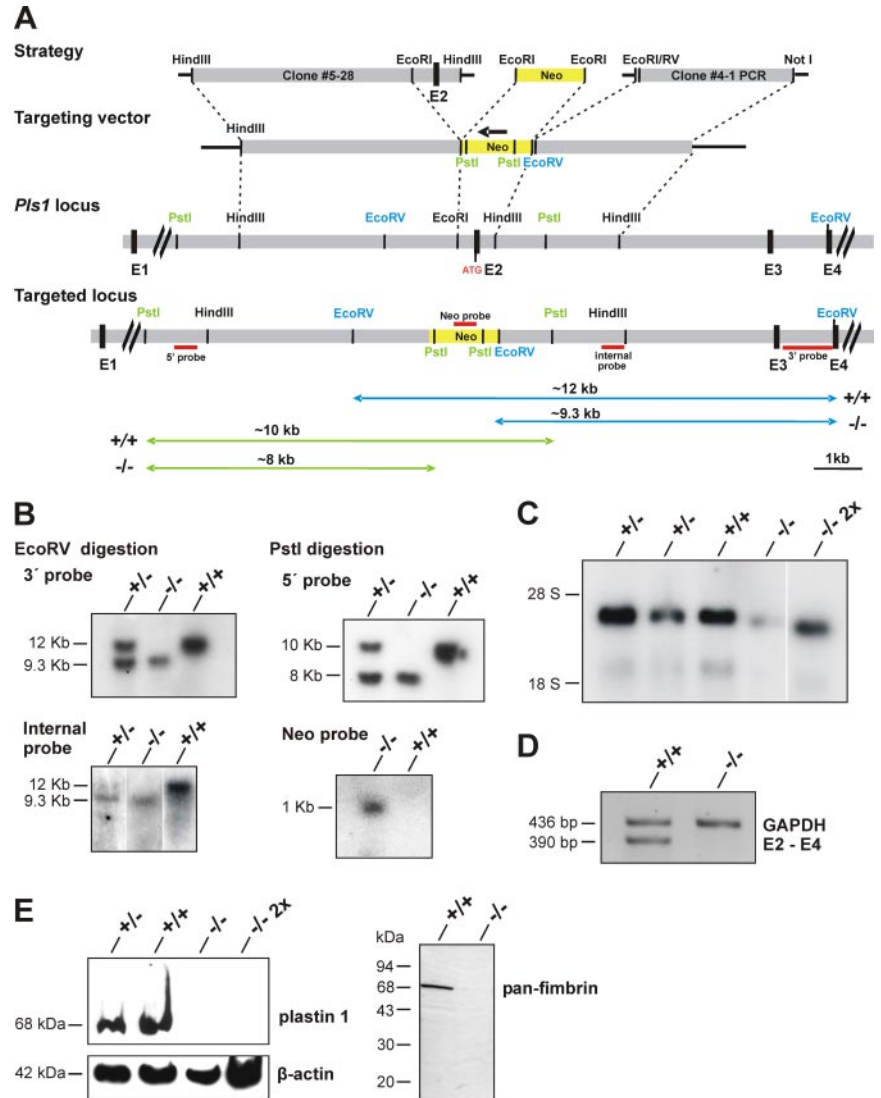 A
Strategy
HindIII EcoRI HindIII EcoRI EcoRI EcoRI/RV Not I
Clone #5-28 Neo Clone #4-1 PCR
E2
Targeting vector
HindIII
Neo
PstI PstI EcoRV
Pls1 locus
PstI HindIII EcoRV EcoRI HindIII PstI HindIII EcoRV
E1 ATG E2 E3 E4
Targeted locus
PstI HindIII EcoRV Neo probe PstI HindIII EcoRV
Neo
E1 5' probe PstI PstI EcoRV internal probe E3 3' probe E4
~12 kb +/+
~9.3 kb -/-
+/+ ~10 kb
-/- ~8 kb
1kb
B
EcoRV digestion PstI digestion
3´ probe 5´ probe
+/- -/- +/+ +/- -/- +/+
12 Kb 10 Kb
9.3 Kb 8 Kb
Internal probe Neo probe
+/- -/- +/+ -/- +/+
12 Kb
9.3 Kb
1 Kb
C
+/- +/- +/+ -/- -/- 2x
28 S
18 S
D
+/+ -/-
436 bp GAPDH
390 bp E2 - E4
E
+/- +/+ -/- -/- 2x
68 kDa plastin 1
42 kDa β-actin
+/+ -/-
kDa
94
68 pan-fimbrin
43
30
20